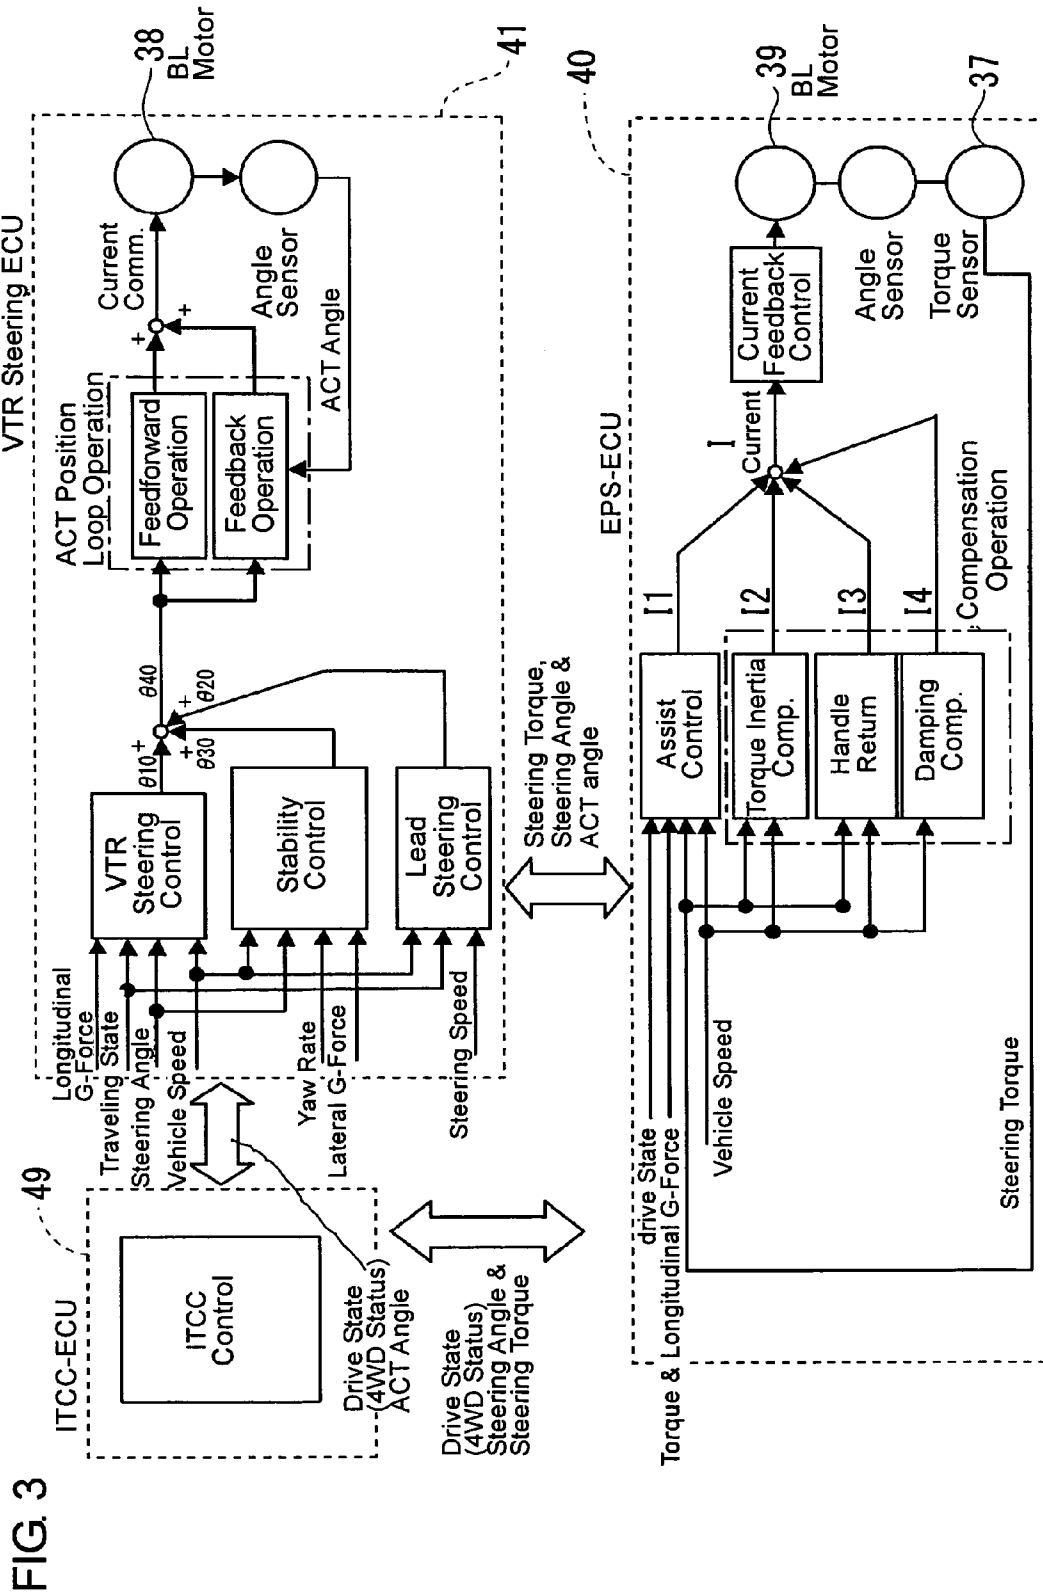 FIG. 3
ITCC-ECU
49
ITCC
Control
Drive State
(4WD Status)
ACT Angle
Drive State
(4WD Status)
Steering Angle &
Steering Torque
VTR Steering ECU
41
Longitudinal
G-Force
Traveling State
Steering Angle
Vehicle Speed
Yaw Rate
Lateral G-Force
Steering Speed
VTR
Steering
Control
Stability
Control
Lead
Steering
Control
θ10
+
θ40
+
θ20
+
θ30
ACT Position
Loop Operation
Feedforward
Operation
Feedback
Operation
+
+
Current
Comm.
38
BL
Motor
Angle
Sensor
ACT Angle
Steering Torque,
Steering Angle &
ACT angle
EPS-ECU
40
drive State
Torque & Longitudinal G-Force
Vehicle Speed
Steering Torque
Assist
Control
Torque Inertia
Comp.
Handle
Return
Damping
Comp.
Compensation
Operation
I1
I2
I3
I4
I
Current
Current
Feedback
Control
39
BL
Motor
Angle
Sensor
Torque
Sensor
37